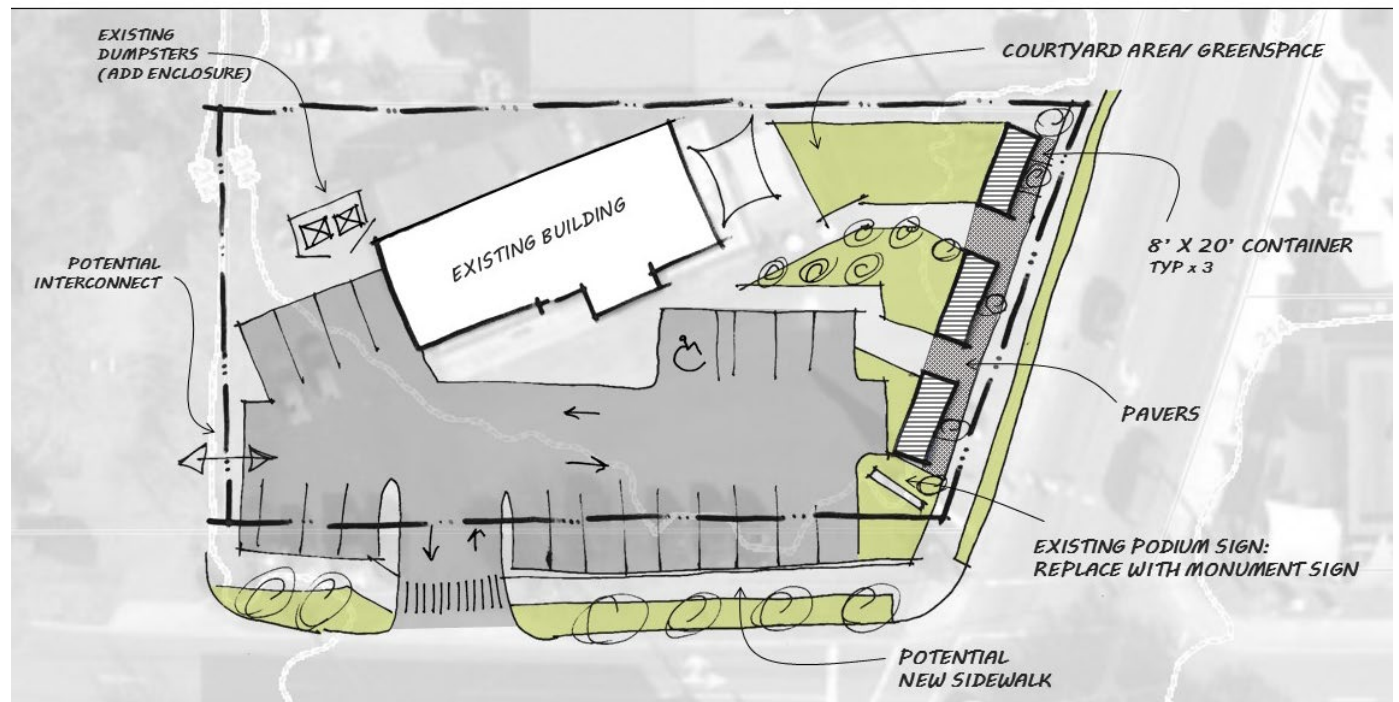 EXISTING
DUMPSTERS
(ADD ENCLOSURE)
COURTYARD AREA/ GREENSPACE
EXISTING BUILDING
8' X 20' CONTAINER
TYP x 3
POTENTIAL
INTERCONNECT
PAVERS
EXISTING PODIUM SIGN:
REPLACE WITH MONUMENT SIGN
POTENTIAL
NEW SIDEWALK